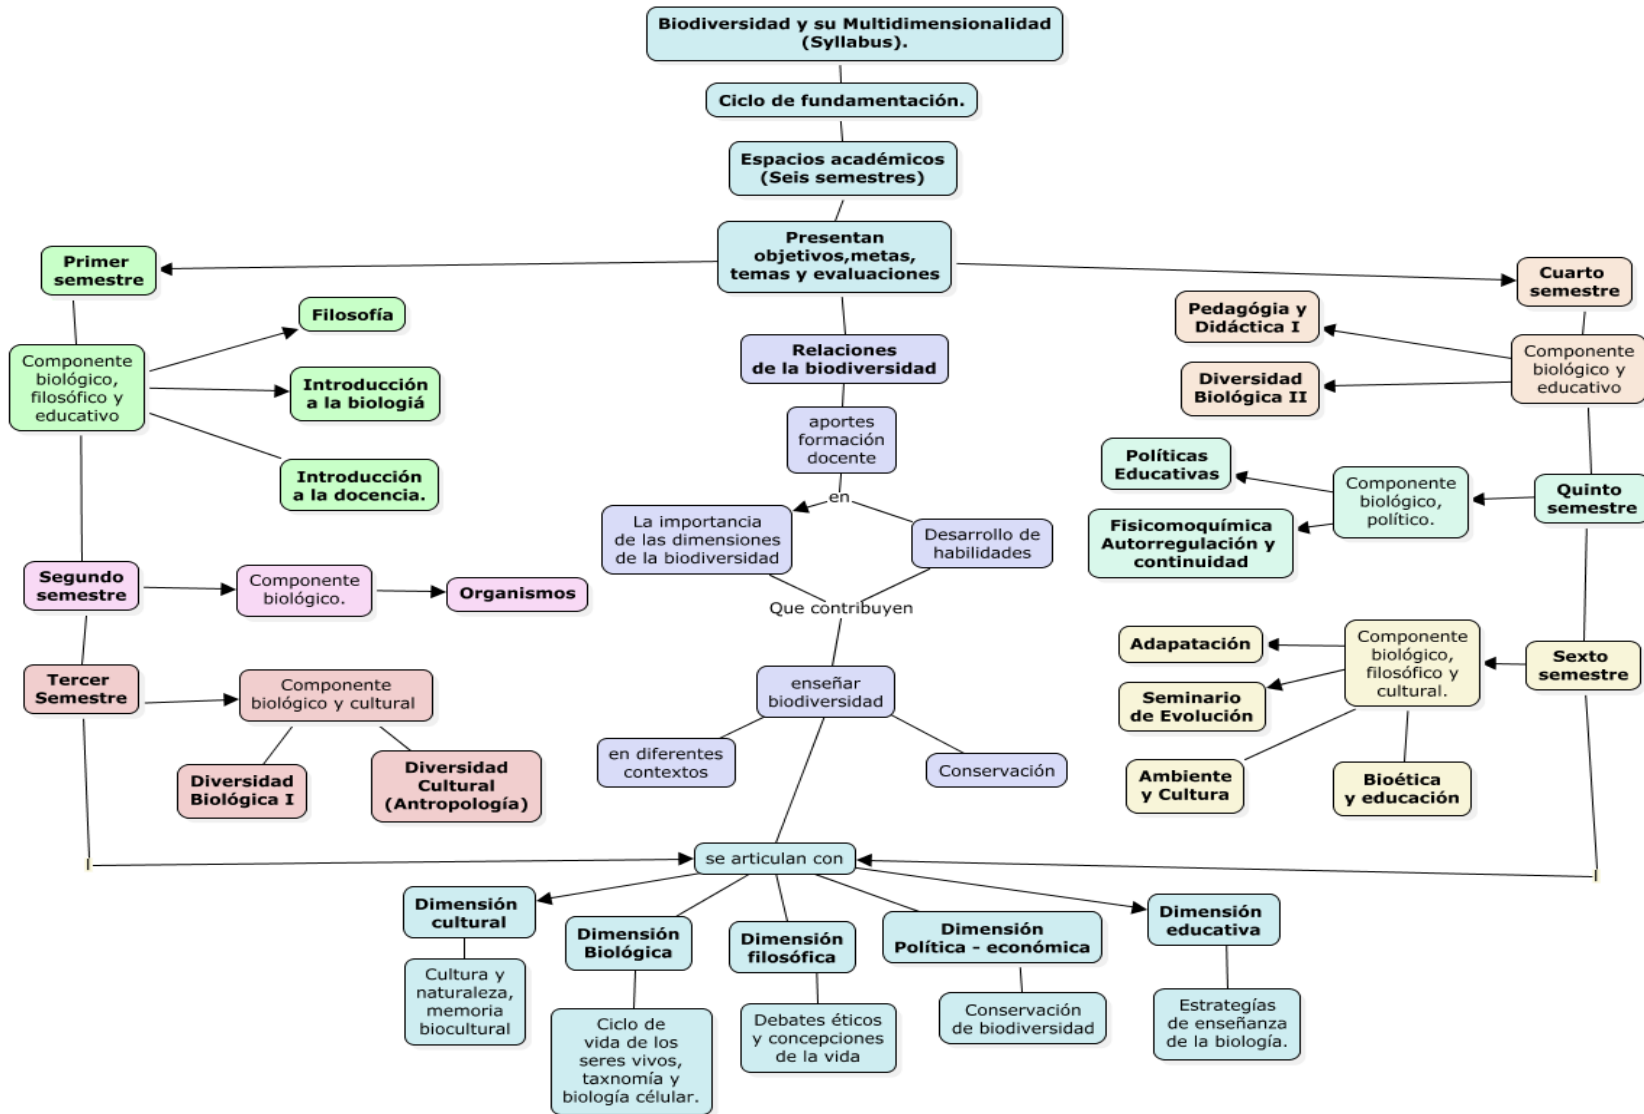 Biodiversidad y su Multidimensionalidad
(Syllabus).
Ciclo de fundamentación.
Espacios académicos
(Seis semestres)
Presentan
objetivos,metas,
temas y evaluaciones
Primer
semestre
Componente
biológico,
filosófico y
educativo
Filosofía
Introducción
a la biologiá
Introducción
a la docencia.
Segundo
semestre
Componente
biológico.
Organismos
Tercer
Semestre
Componente
biológico y cultural
Diversidad
Biológica I
Diversidad
Cultural
(Antropología)
Relaciones
de la biodiversidad
aportes
formación
docente
en
La importancia
de las dimensiones
de la biodiversidad
Desarrollo de
habilidades
Que contribuyen
enseñar
biodiversidad
en diferentes
contextos
Conservación
Cuarto
semestre
Componente
biológico y
educativo
Pedagógia y
Didáctica I
Diversidad
Biológica II
Quinto
semestre
Componente
biológico,
político.
Políticas
Educativas
Fisicomoquímica
Autorregulación y
continuidad
Sexto
semestre
Componente
biológico,
filosófico y
cultural.
Adapatación
Seminario
de Evolución
Ambiente
y Cultura
Bioética
y educación
se articulan con
Dimensión
cultural
Cultura y
naturaleza,
memoria
biocultural
Dimensión
Biológica
Ciclo de
vida de los
seres vivos,
taxnomía y
biología célular.
Dimensión
filosófica
Debates éticos
y concepciones
de la vida
Dimensión
Política - económica
Conservación
de biodiversidad
Dimensión
educativa
Estrategías
de enseñanza
de la biología.